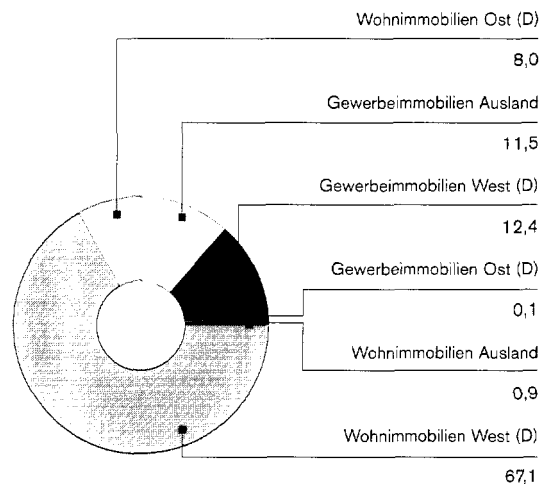 Wohnimmobilien Ost (D)
8,0
Gewerbeimmobilien Ausland
11,5
Gewerbeimmobilien West (D)
12,4
Gewerbeimmobilien Ost (D)
0,1
Wohnimmobilien Ausland
0,9
Wohnimmobilien West (D)
67,1